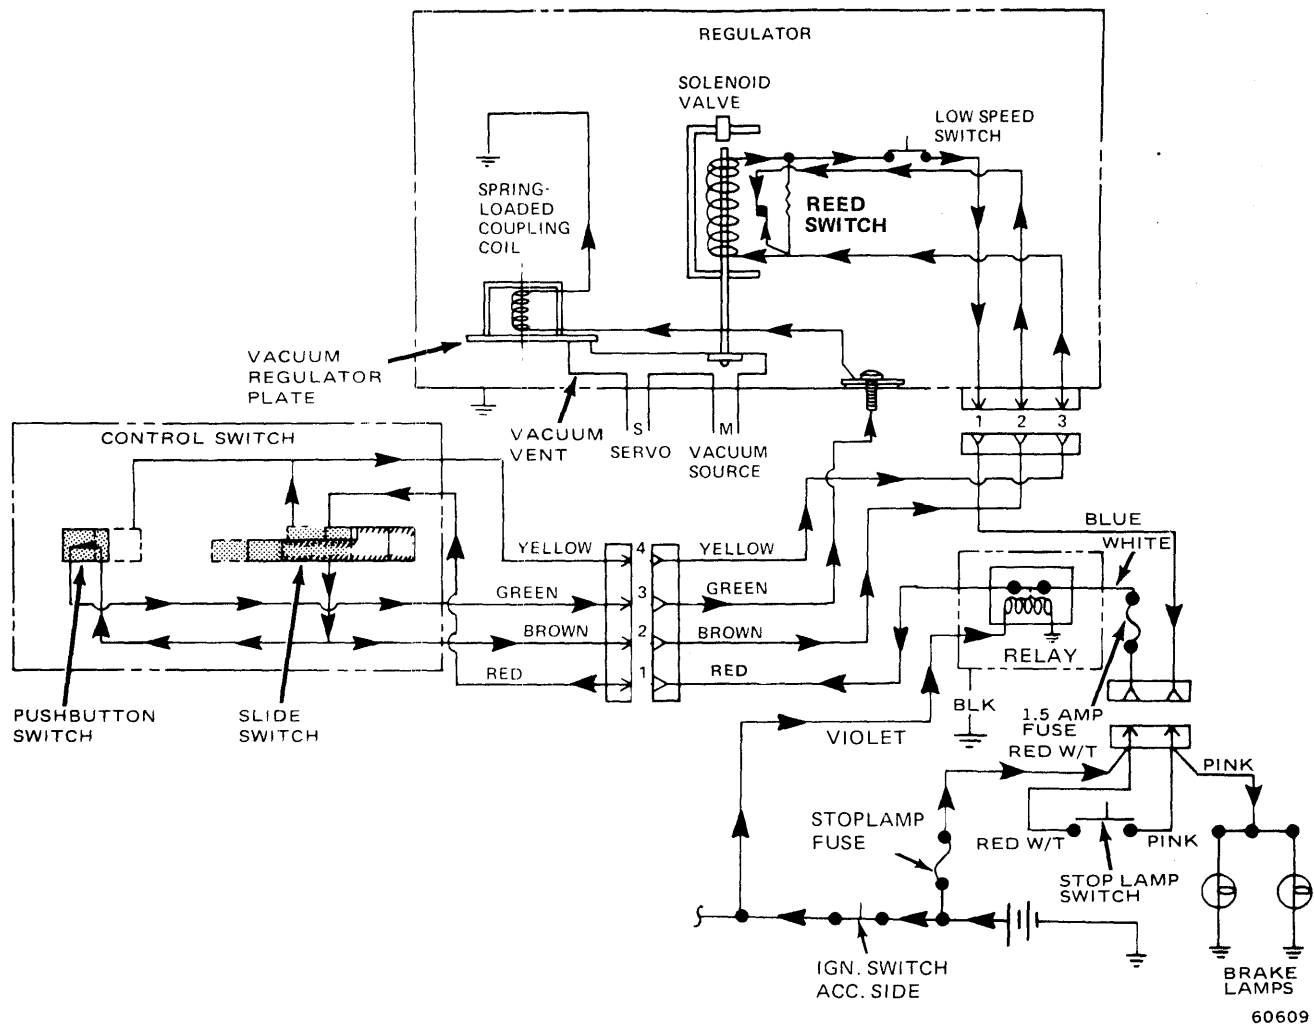 REGULATOR
SOLENOID
VALVE
LOW SPEED
SWITCH
SPRING-
LOADED
COUPLING
COIL
REED
SWITCH
VACUUM
REGULATOR
PLATE
VACUUM
VENT
S
SERVO
M
VACUUM
SOURCE
1 2 3
CONTROL SWITCH
YELLOW 4 YELLOW
GREEN 3 GREEN
BROWN 2 BROWN
RED 1 RED
BLUE
WHITE
RELAY
BLK
VIOLET
1.5 AMP
FUSE
PUSHBUTTON
SWITCH
SLIDE
SWITCH
RED W/T
PINK
STOPLAMP
FUSE
RED W/T
PINK
STOP LAMP
SWITCH
IGN. SWITCH
ACC. SIDE
BRAKE
LAMPS
60609